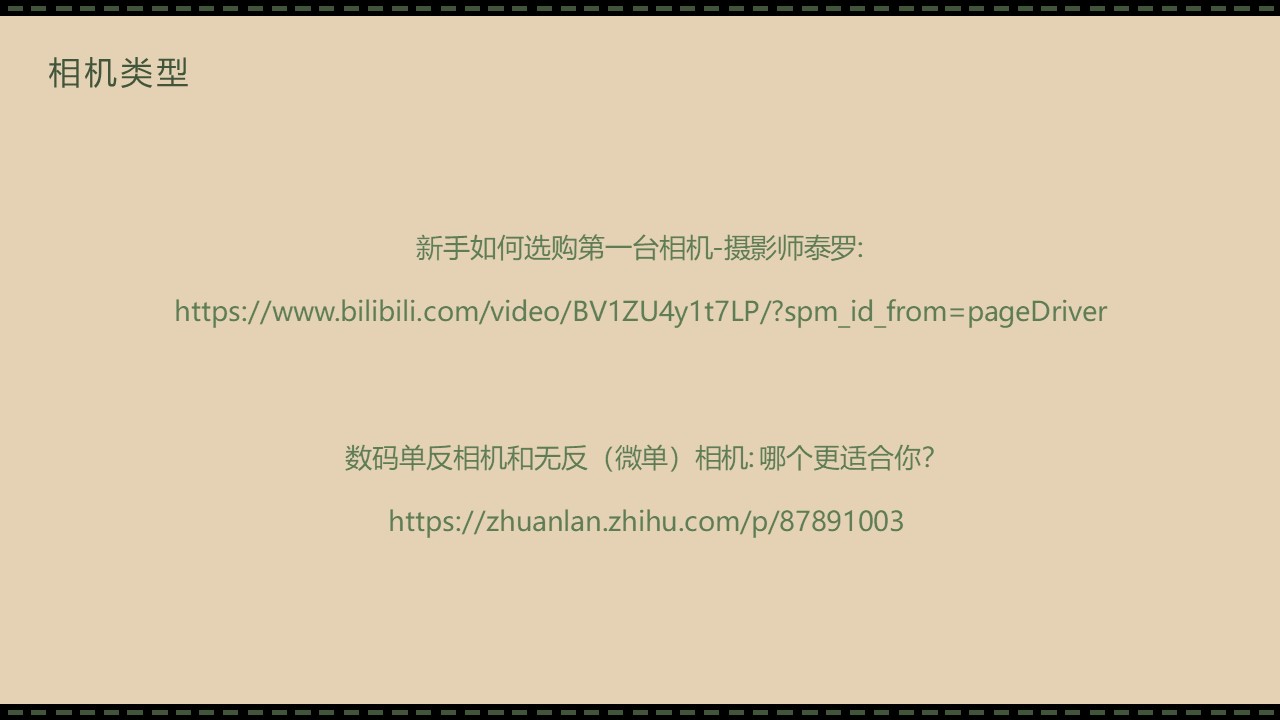 相机类型
新手如何选购第一台相机-摄影师泰罗:
https://www.bilibili.com/video/BV1ZU4y1t7LP/?spm_id_from=pageDriver
数码单反相机和无反（微单）相机: 哪个更适合你?
https://zhuanlan.zhihu.com/p/87891003